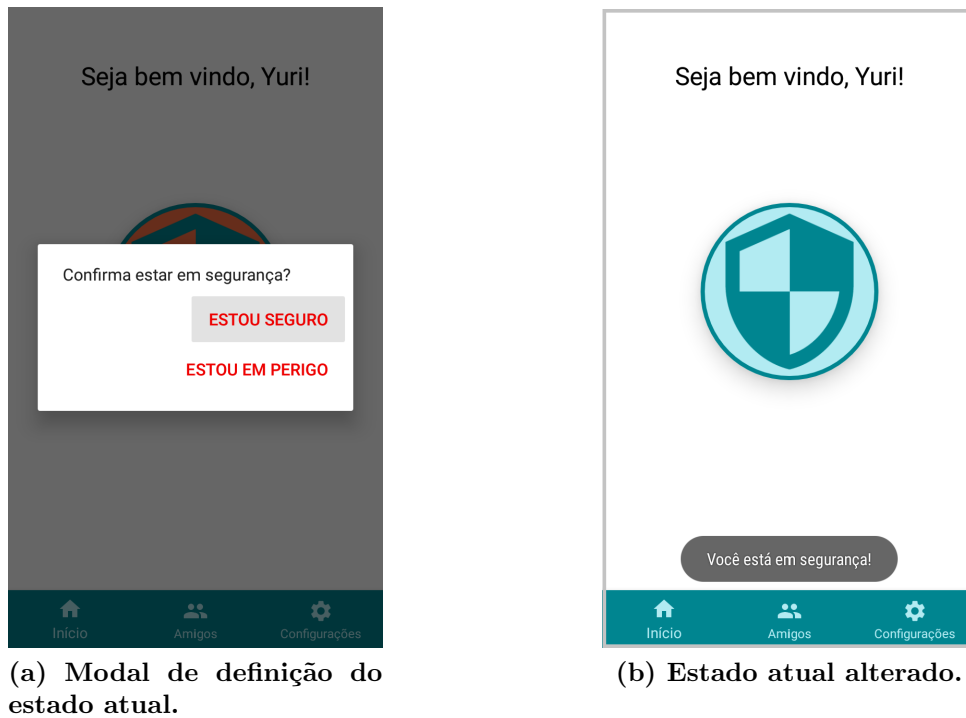 Seja bem vindo, Yuri!
Confirma estar em segurança?
ESTOU SEGURO
ESTOU EM PERIGO
Início
Amigos
Configurações
(a) Modal de definição do
estado atual.
Seja bem vindo, Yuri!
Você está em segurança!
Início
Amigos
Configurações
(b) Estado atual alterado.